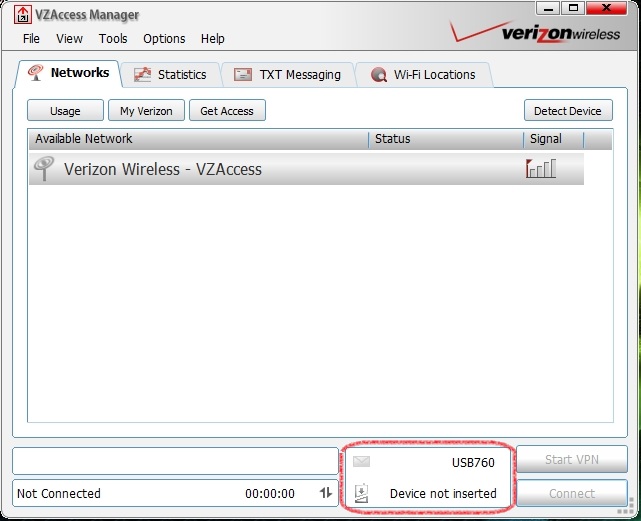 VZAccess Manager
File View Tools Options Help
verizonwireless
Networks Statistics TXT Messaging Wi-Fi Locations
Usage My Verizon Get Access Detect Device
Available Network Status Signal
Verizon Wireless - VZAccess
USB760 Start VPN
Not Connected 00:00:00 Device not inserted Connect